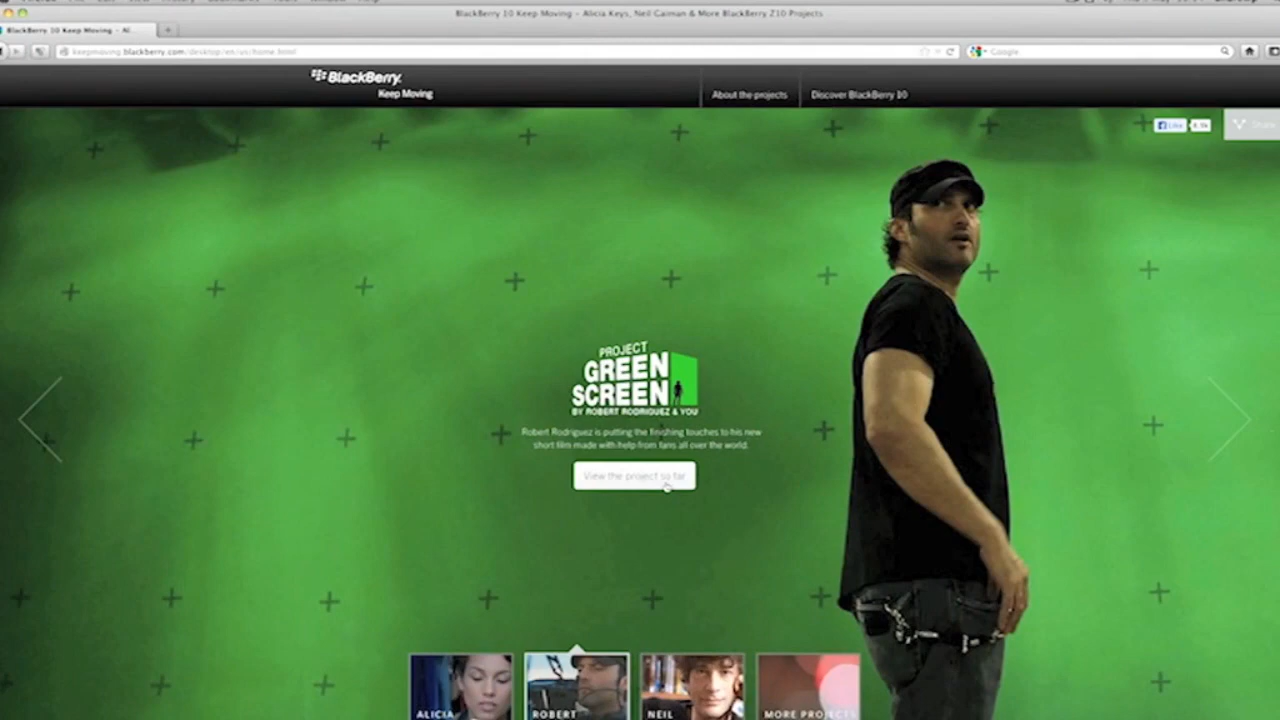 BlackBerry 10 Keep Moving – Alicia Keys, Neil Gaiman & More BlackBerry Z10 Projects
BlackBerry 10 Keep Moving – Al...
keepmoving.blackberry.com/desktop/en/us/home.html
Google
BlackBerry.
Keep Moving
About the projects
Discover BlackBerry 10
Like
Share
PROJECT
GREEN
SCREEN
BY ROBERT RODRIGUEZ & YOU
Robert Rodriguez is putting the finishing touches to his new
short film made with help from fans all over the world.
View the project so far
ALICIA
ROBERT
NEIL
MORE PROJECTS